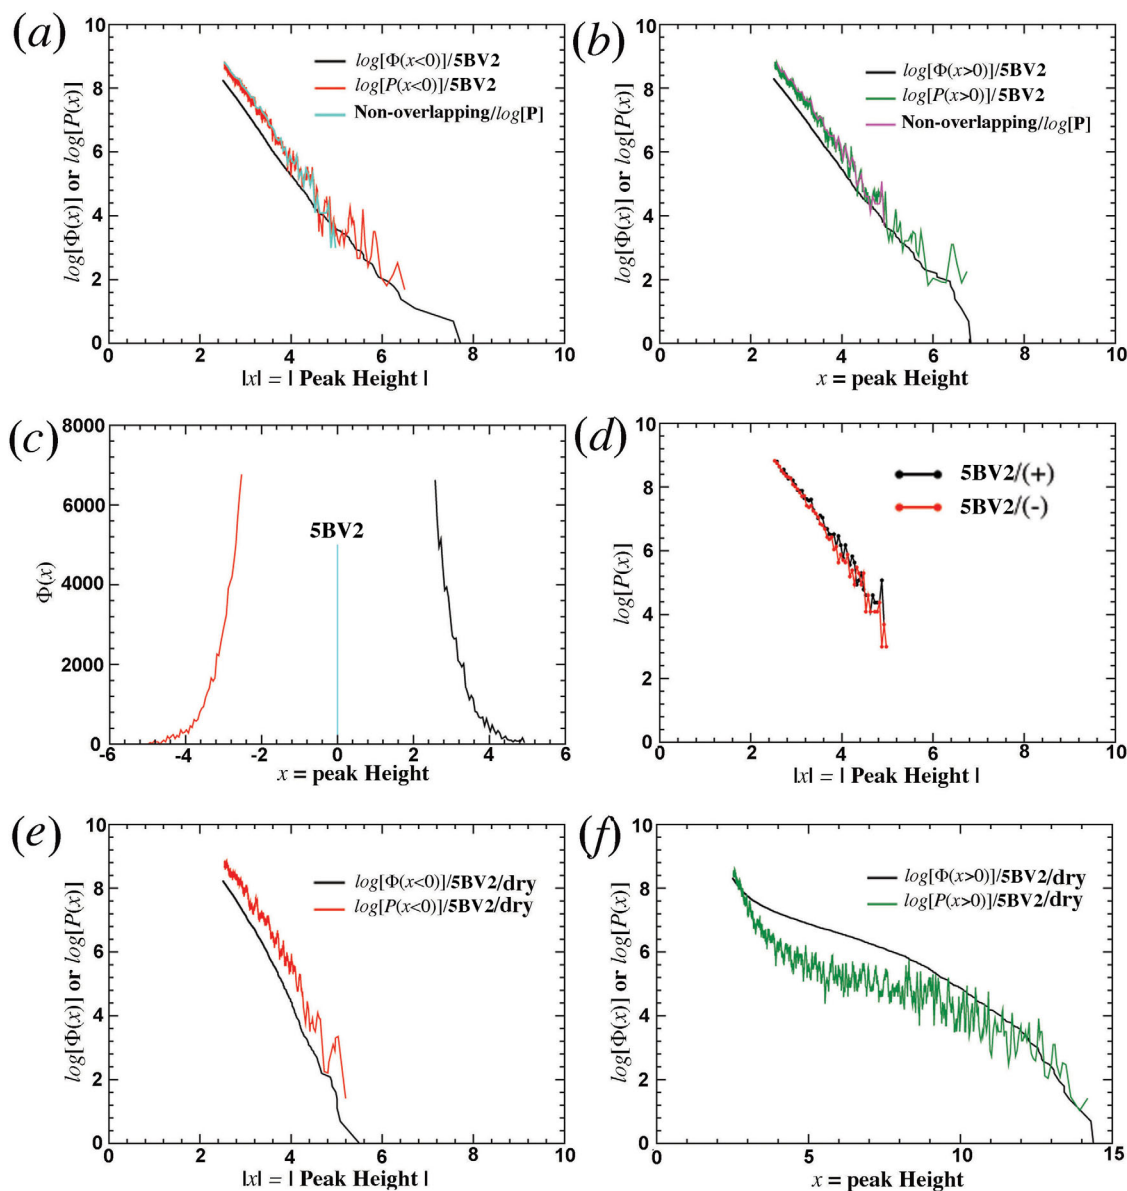 (a)
log[Φ(x)] or log[P(x)]
10
8
6
4
2
0
log[Φ(x<0)]/5BV2
log[P(x<0)]/5BV2
Non-overlapping/log[P]
0 2 4 6 8 10
|x| = | Peak Height |
(b)
log[Φ(x)] or log[P(x)]
10
8
6
4
2
0
log[Φ(x>0)]/5BV2
log[P(x>0)]/5BV2
Non-overlapping/log[P]
0 2 4 6 8 10
x = peak Height
(c)
Φ(x)
8000
6000
4000
2000
0
5BV2
-6 -4 -2 0 2 4 6
x = peak Height
(d)
log[P(x)]
10
8
6
4
2
0
5BV2/(+)
5BV2/(-)
0 2 4 6 8 10
|x| = | Peak Height |
(e)
log[Φ(x)] or log[P(x)]
10
8
6
4
2
0
log[Φ(x<0)]/5BV2/dry
log[P(x<0)]/5BV2/dry
0 2 4 6 8 10
|x| = | Peak Height |
(f)
log[Φ(x)] or log[P(x)]
10
8
6
4
2
0
log[Φ(x>0)]/5BV2/dry
log[P(x>0)]/5BV2/dry
0 5 10 15
x = peak Height